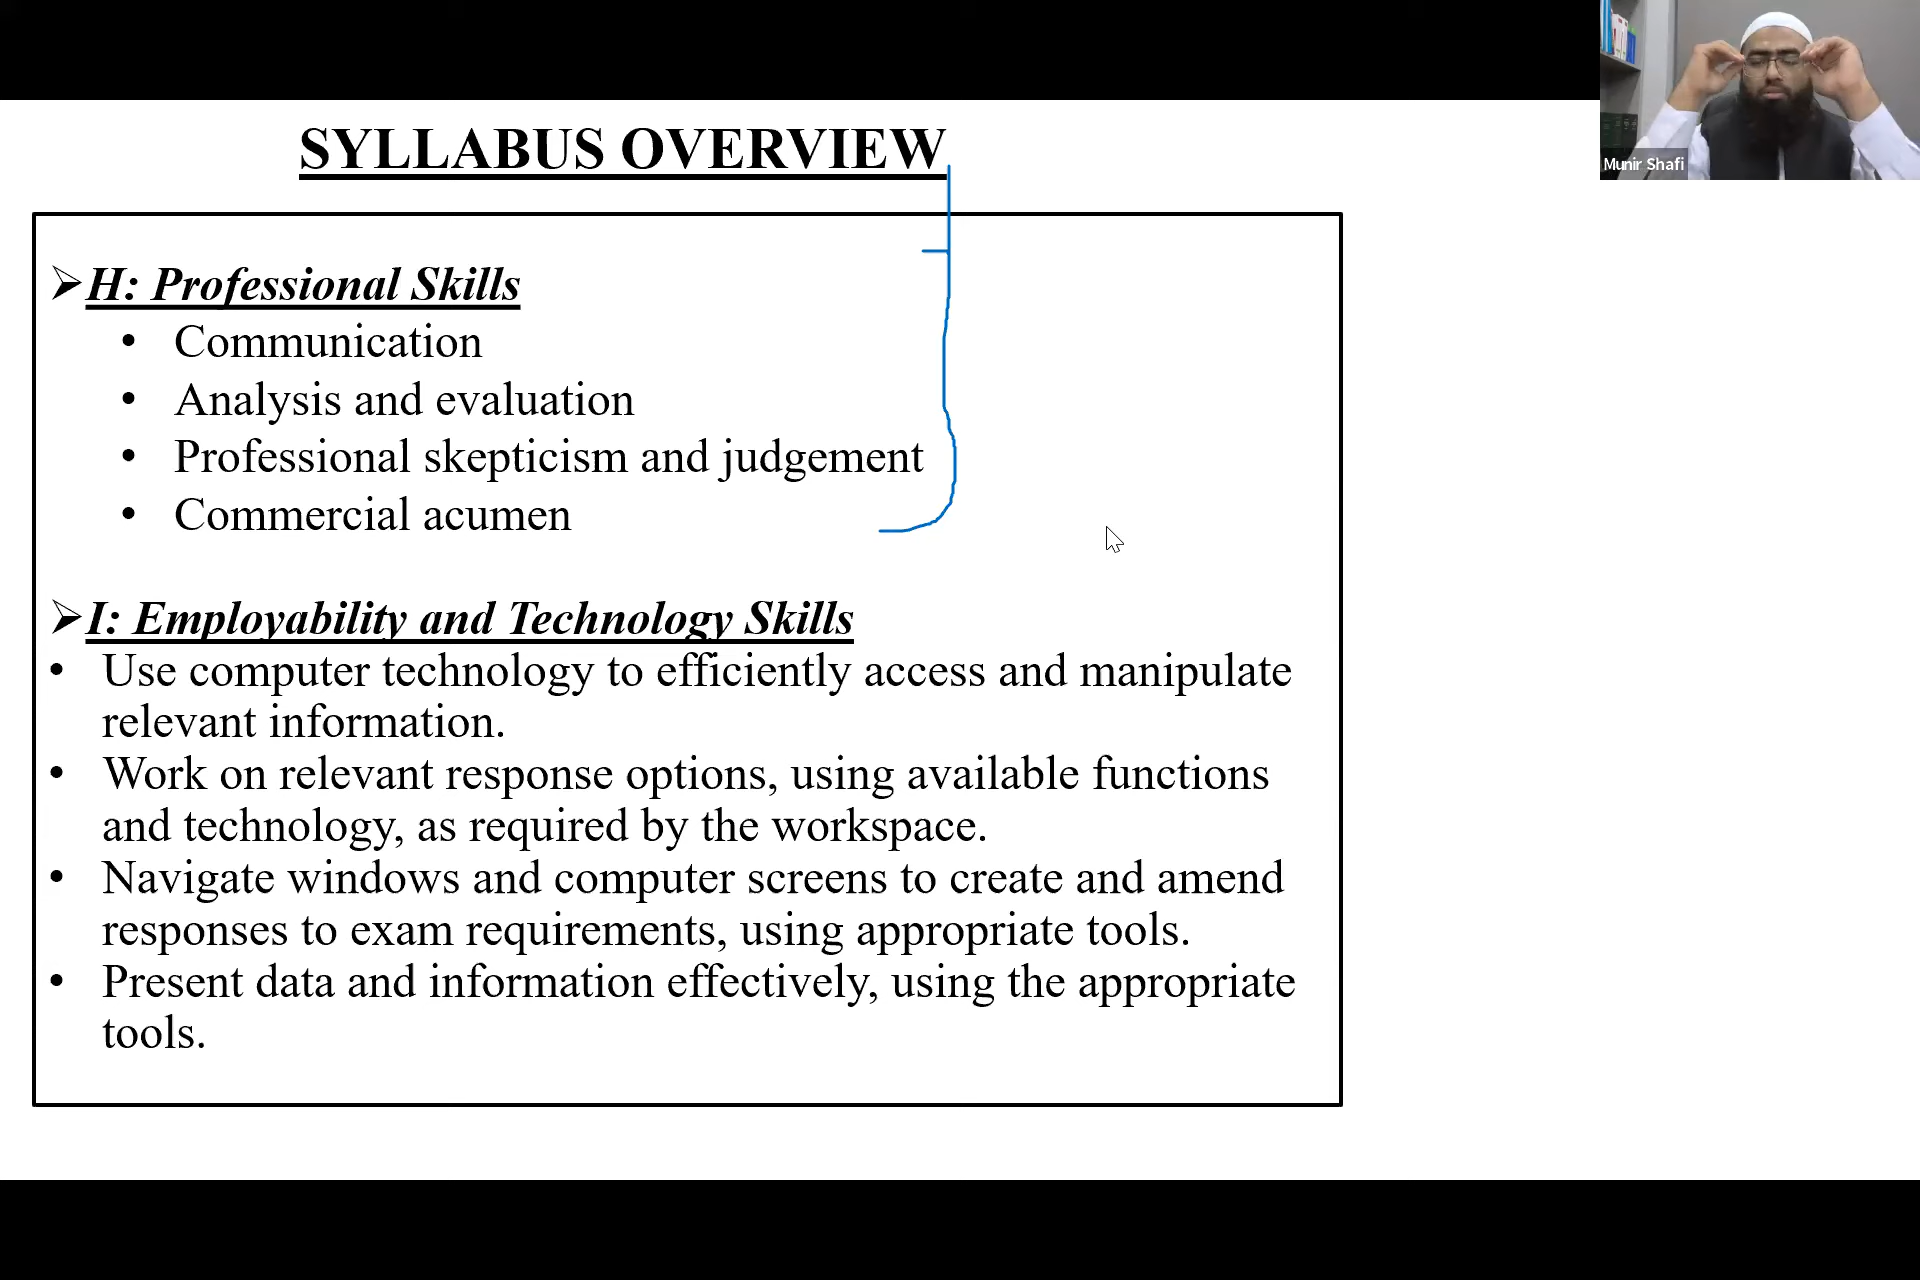 SYLLABUS OVERVIEW
Munir Shafi
H: Professional Skills
• Communication
• Analysis and evaluation
• Professional skepticism and judgement
• Commercial acumen
I: Employability and Technology Skills
• Use computer technology to efficiently access and manipulate
relevant information.
• Work on relevant response options, using available functions
and technology, as required by the workspace.
• Navigate windows and computer screens to create and amend
responses to exam requirements, using appropriate tools.
• Present data and information effectively, using the appropriate
tools.